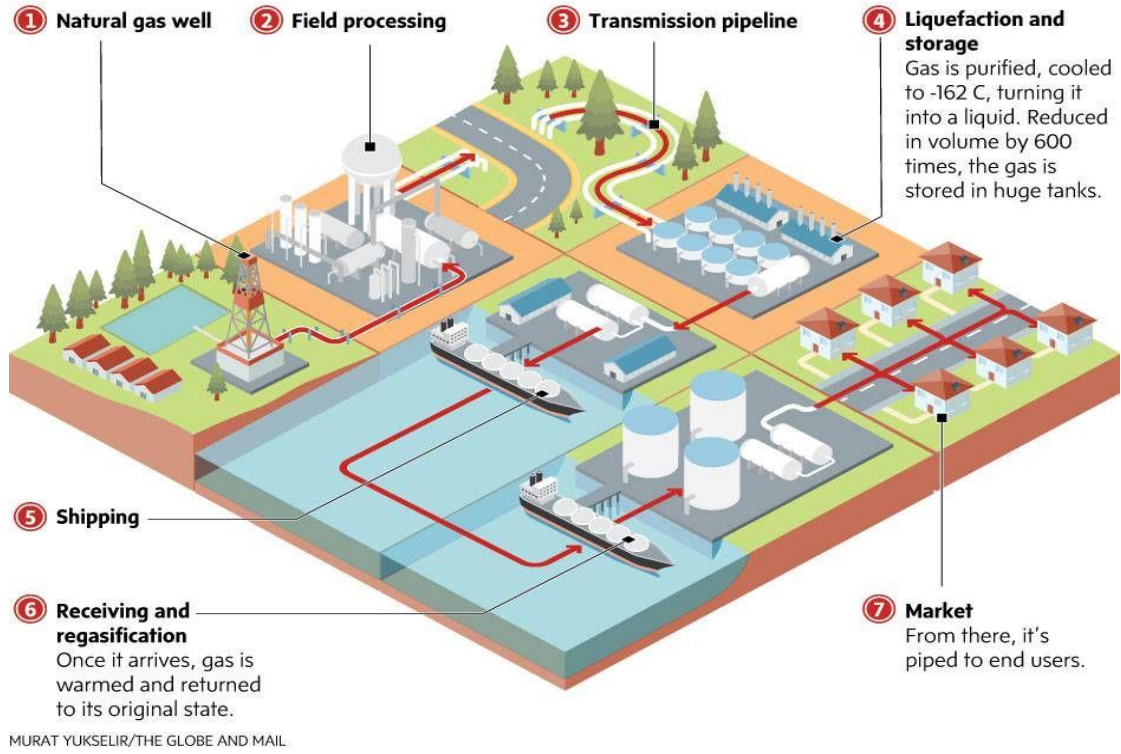 1 Natural gas well
2 Field processing
3 Transmission pipeline
4 Liquefaction and
storage
Gas is purified, cooled
to -162 C, turning it
into a liquid. Reduced
in volume by 600
times, the gas is
stored in huge tanks.
5 Shipping
6 Receiving and
regasification
Once it arrives, gas is
warmed and returned
to its original state.
7 Market
From there, it's
piped to end users.
MURAT YUKSELIR/THE GLOBE AND MAIL